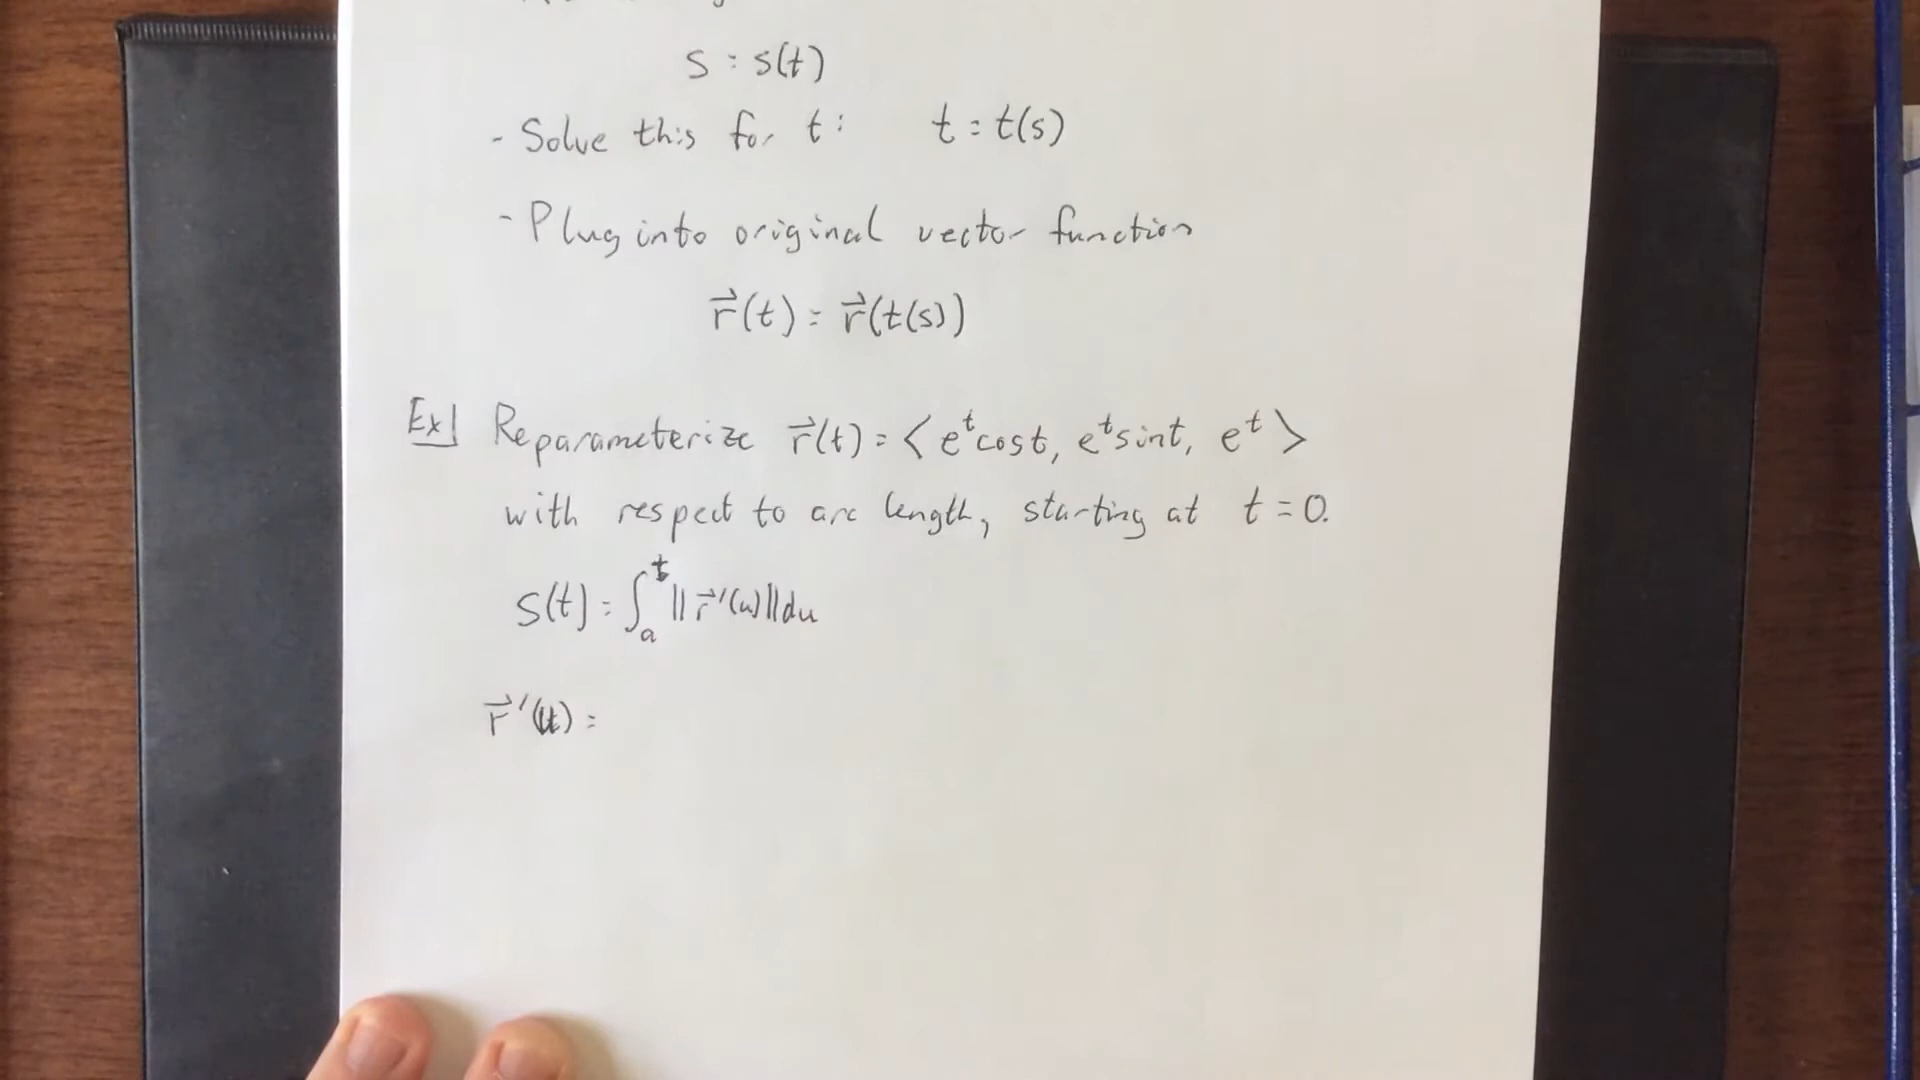 s = s(t)
- Solve this for t: t = t(s)
- Plug into original vector function
r⃗(t) = r⃗(t(s))
Ex] Reparameterize r⃗(t) = ⟨ e^t cost, e^t sint, e^t ⟩
with respect to arc length, starting at t = 0.
s(t) = ∫_a^t ||r⃗'(u)||du
r⃗'(t) =